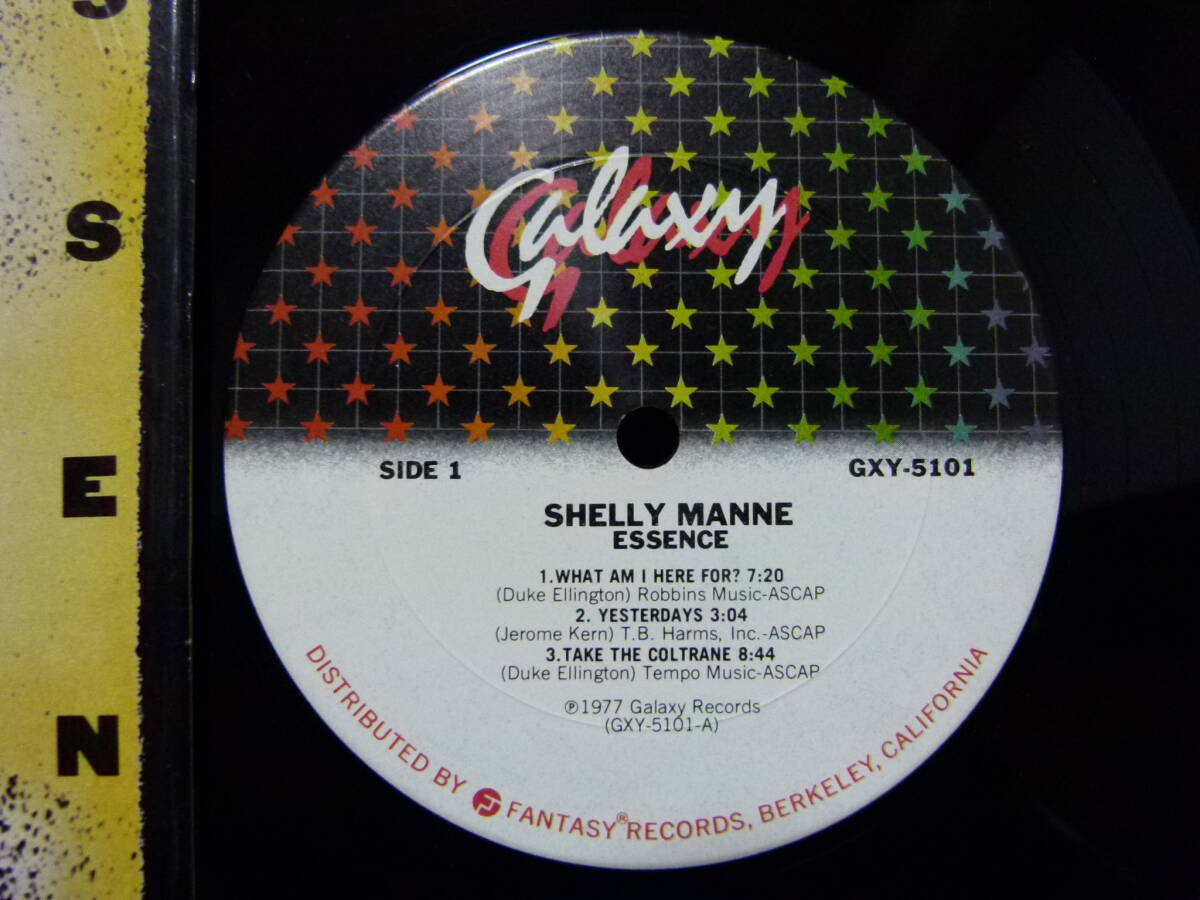 S
S
E
N
Galaxy
SIDE 1
GXY-5101
SHELLY MANNE
ESSENCE
1.WHAT AM I HERE FOR? 7:20
(Duke Ellington) Robbins Music-ASCAP
2. YESTERDAYS 3:04
(Jerome Kern) T.B. Harms, Inc.-ASCAP
3.TAKE THE COLTRANE 8:44
(Duke Ellington) Tempo Music-ASCAP
℗1977 Galaxy Records
(GXY-5101-A)
DISTRIBUTED BY FANTASY® RECORDS, BERKELEY, CALIFORNIA